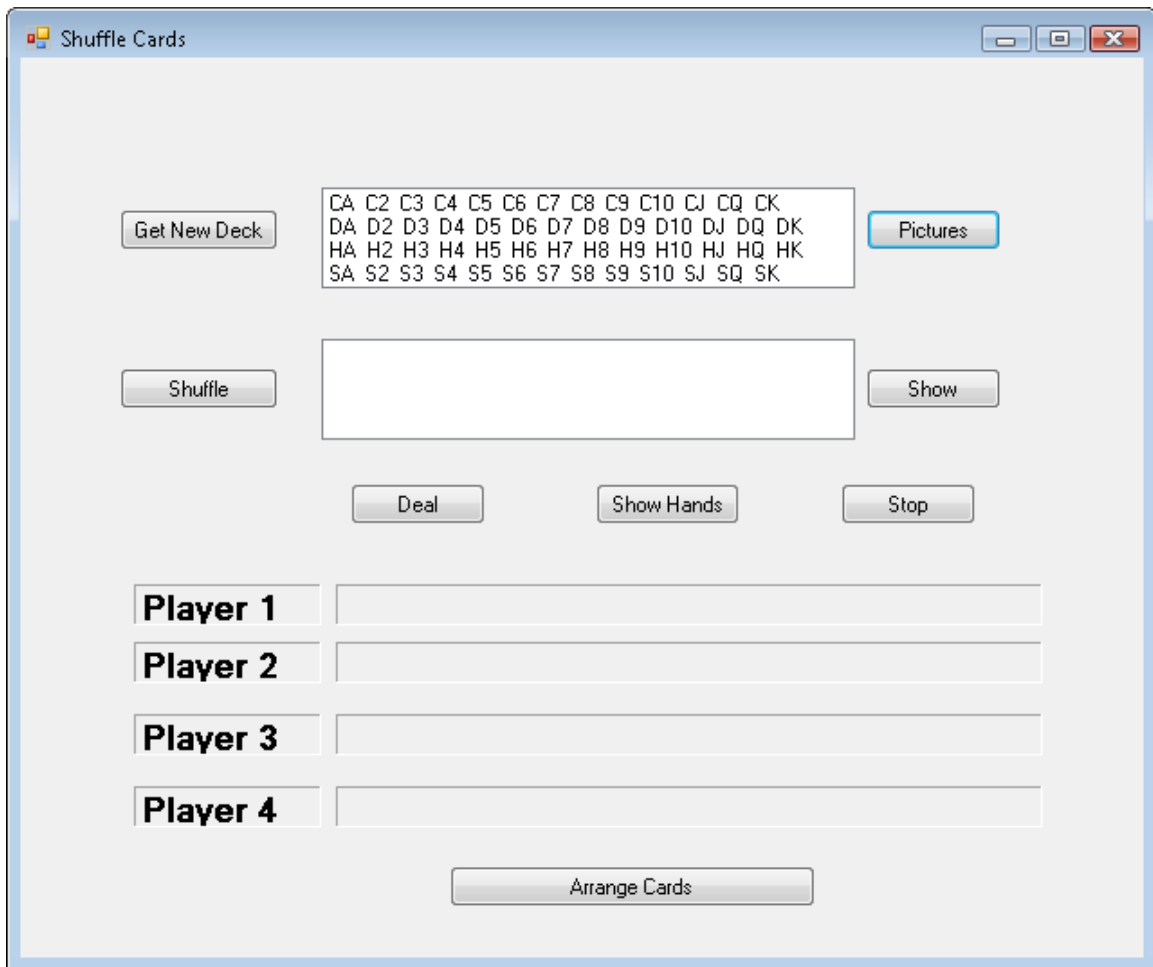 Shuffle Cards
Get New Deck
CA C2 C3 C4 C5 C6 C7 C8 C9 C10 CJ CQ CK
DA D2 D3 D4 D5 D6 D7 D8 D9 D10 DJ DQ DK
HA H2 H3 H4 H5 H6 H7 H8 H9 H10 HJ HQ HK
SA S2 S3 S4 S5 S6 S7 S8 S9 S10 SJ SQ SK
Pictures
Shuffle
Show
Deal
Show Hands
Stop
Player 1
Player 2
Player 3
Player 4
Arrange Cards